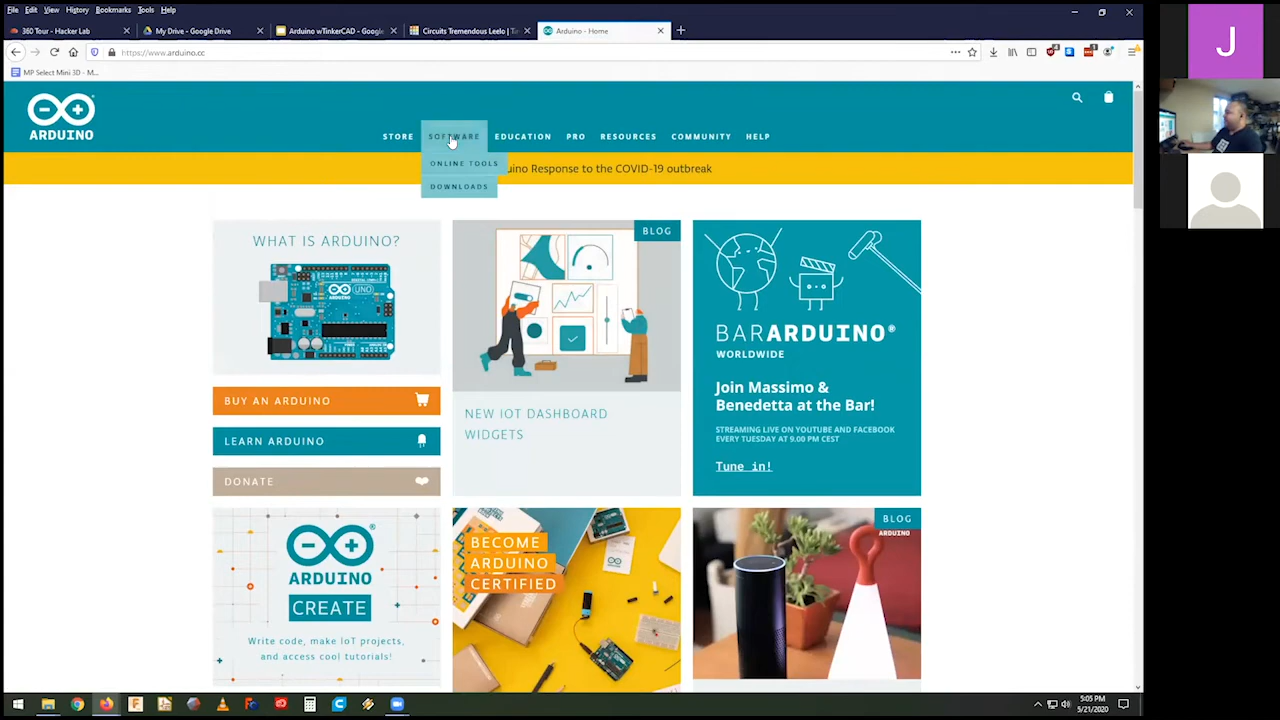 File Edit View History Bookmarks Tools Help
360 Tour - Hacker Lab
My Drive - Google Drive
Arduino wTinkerCAD - Google
Circuits Tremendous Leelo | Ti
Arduino - Home
https://www.arduino.cc
MP Select Mini 3D - M...
J
ARDUINO
STORE SOFTWARE EDUCATION PRO RESOURCES COMMUNITY HELP
ONLINE TOOLS
DOWNLOADS
uino Response to the COVID-19 outbreak
WHAT IS ARDUINO?
UNO
ARDUINO
BUY AN ARDUINO
LEARN ARDUINO
DONATE
BLOG
NEW IOT DASHBOARD
WIDGETS
BARARDUINO®
WORLDWIDE
Join Massimo &
Benedetta at the Bar!
STREAMING LIVE ON YOUTUBE AND FACEBOOK
EVERY TUESDAY AT 9.00 PM CEST
Tune in!
ARDUINO
CREATE
Write code, make IoT projects,
and access cool tutorials!
BECOME
ARDUINO
CERTIFIED
BLOG
ARDUINO
5:05 PM
5/21/2020